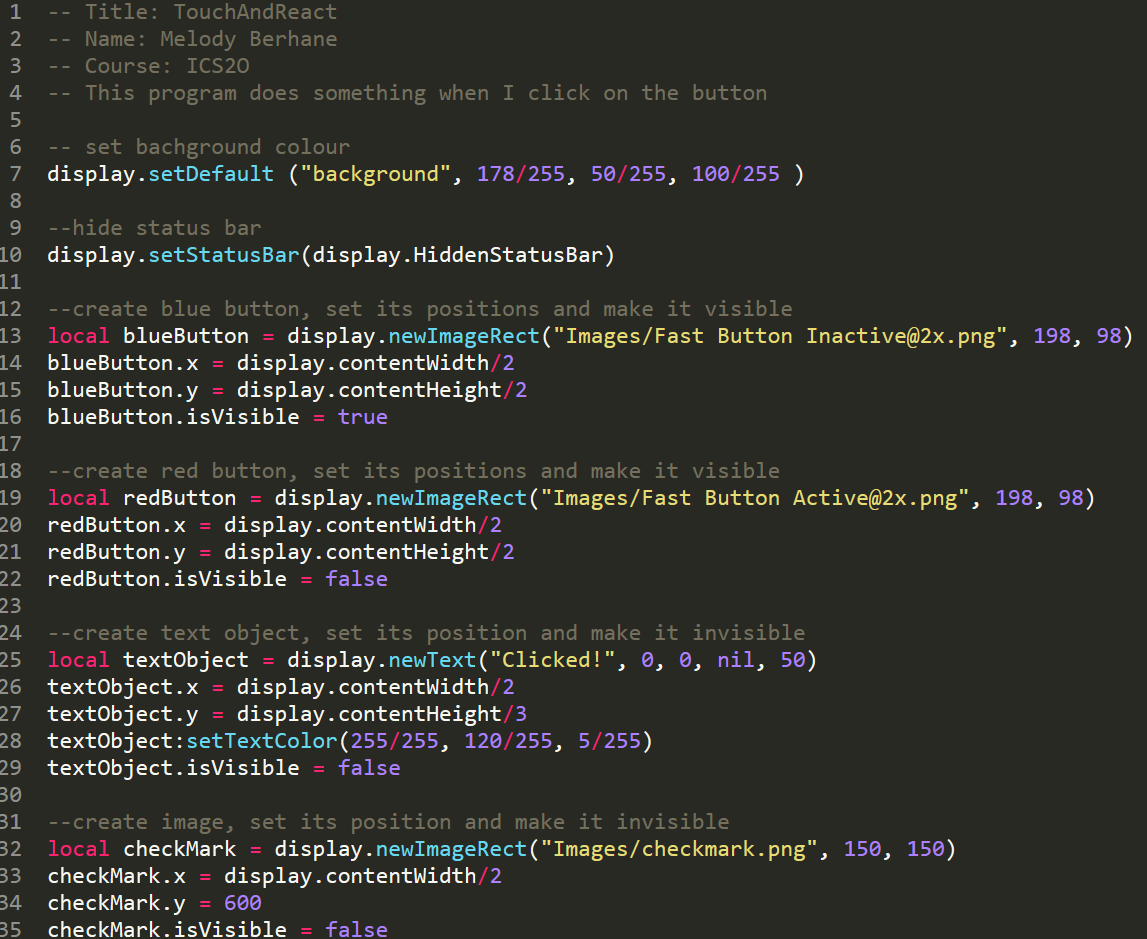 1 -- Title: TouchAndReact
2 -- Name: Melody Berhane
3 -- Course: ICS2O
4 -- This program does something when I click on the button
5
6 -- set bachground colour
7 display.setDefault ("background", 178/255, 50/255, 100/255 )
8
9 --hide status bar
10 display.setStatusBar(display.HiddenStatusBar)
11
12 --create blue button, set its positions and make it visible
13 local blueButton = display.newImageRect("Images/Fast Button Inactive@2x.png", 198, 98)
14 blueButton.x = display.contentWidth/2
15 blueButton.y = display.contentHeight/2
16 blueButton.isVisible = true
17
18 --create red button, set its positions and make it visible
19 local redButton = display.newImageRect("Images/Fast Button Active@2x.png", 198, 98)
20 redButton.x = display.contentWidth/2
21 redButton.y = display.contentHeight/2
22 redButton.isVisible = false
23
24 --create text object, set its position and make it invisible
25 local textObject = display.newText("Clicked!", 0, 0, nil, 50)
26 textObject.x = display.contentWidth/2
27 textObject.y = display.contentHeight/3
28 textObject:setTextColor(255/255, 120/255, 5/255)
29 textObject.isVisible = false
30
31 --create image, set its position and make it invisible
32 local checkMark = display.newImageRect("Images/checkmark.png", 150, 150)
33 checkMark.x = display.contentWidth/2
34 checkMark.y = 600
35 checkMark.isVisible = false